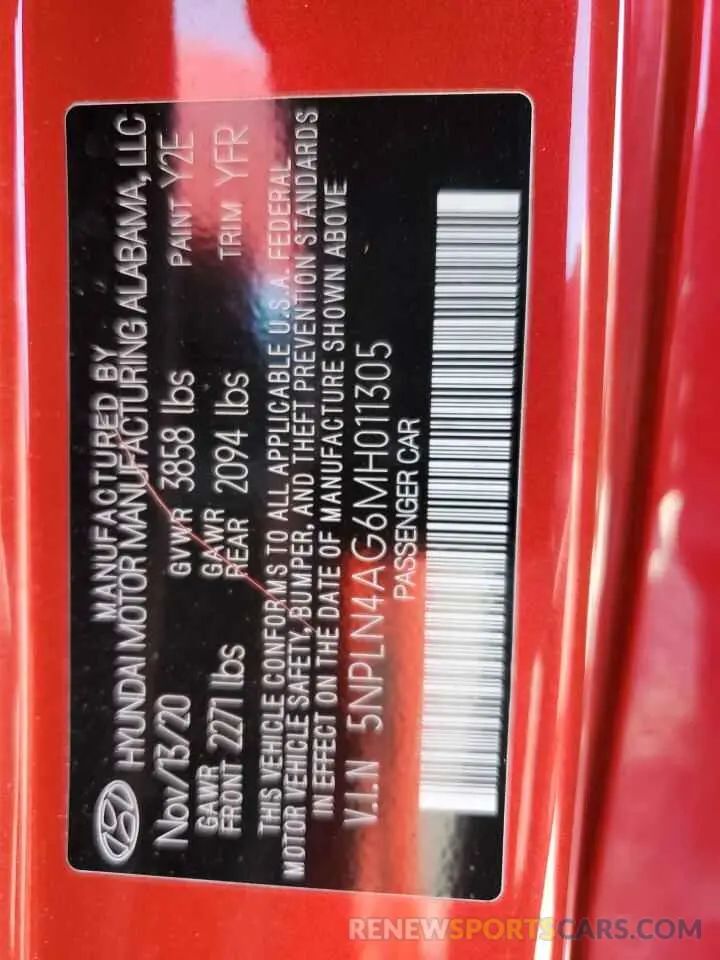 MANUFACTURED BY
HYUNDAI MOTOR MANUFACTURING ALABAMA, LLC
Nov/13/20 GVWR 3858 lbs PAINT Y2E
GAWR FRONT 2271 lbs GAWR REAR 2094 lbs TRIM YFR
THIS VEHICLE CONFORMS TO ALL APPLICABLE U.S.A. FEDERAL
MOTOR VEHICLE SAFETY, BUMPER, AND THEFT PREVENTION STANDARDS
IN EFFECT ON THE DATE OF MANUFACTURE SHOWN ABOVE
V.I.N 5NPLN4AG6MH011305
PASSENGER CAR
RENEWSPORTSCARS.COM